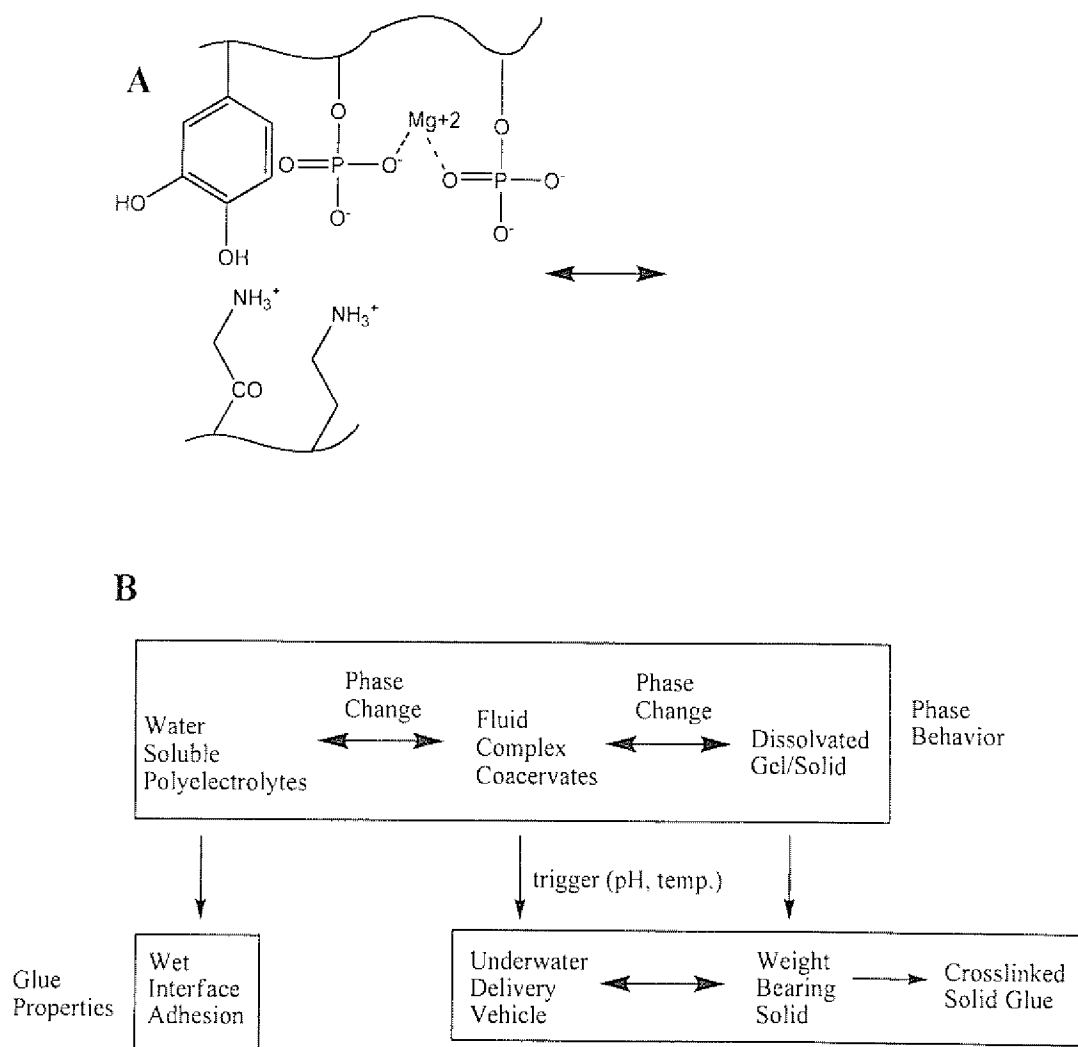 A
O
Mg+2
O
O=P-O-
O=P-O-
O-
O-
HO
OH
NH3+
NH3+
CO
B
Phase
Change
Phase
Change
Water
Soluble
Polyelectrolytes
Fluid
Complex
Coacervates
Dissolvated
Gel/Solid
Phase
Behavior
trigger (pH, temp.)
Glue
Properties
Wet
Interface
Adhesion
Underwater
Delivery
Vehicle
Weight
Bearing
Solid
Crosslinked
Solid Glue